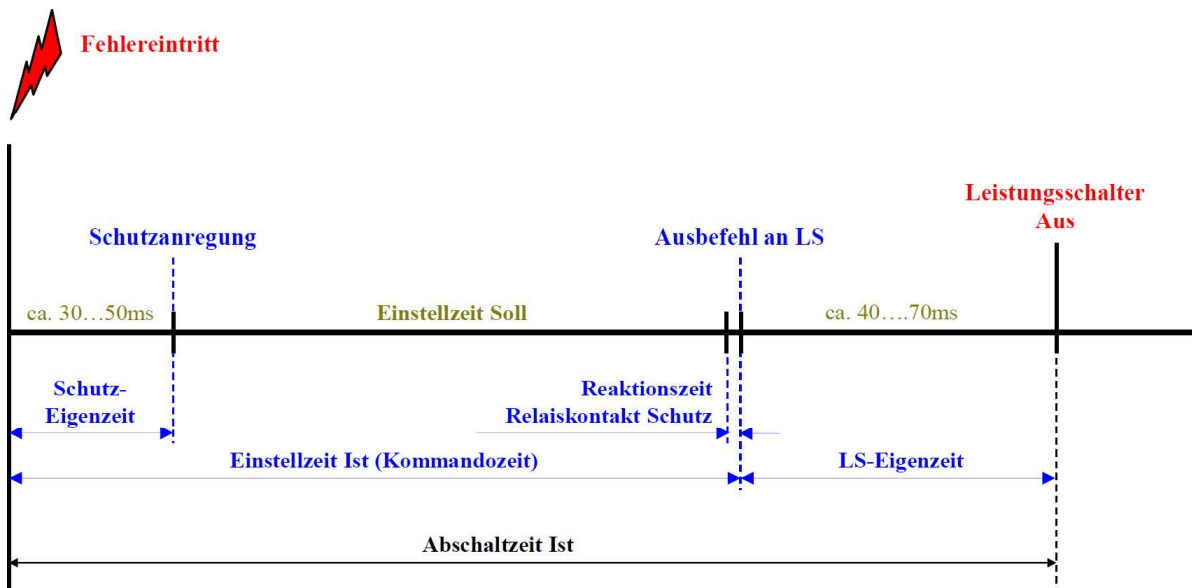 Fehlereintritt
Leistungsschalter
Aus
Schutzanregung
Ausbefehl an LS
ca. 30…50ms
Einstellzeit Soll
ca. 40….70ms
Schutz-
Eigenzeit
Reaktionszeit
Relaiskontakt Schutz
Einstellzeit Ist (Kommandozeit)
LS-Eigenzeit
Abschaltzeit Ist